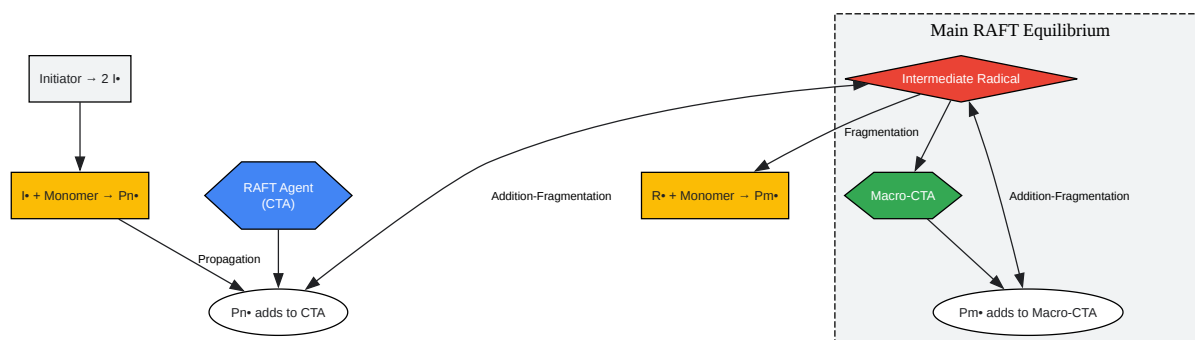 Main RAFT Equilibrium
Initiator → 2 I•
Intermediate Radical
Fragmentation
I• + Monomer → Pn•
RAFT Agent
(CTA)
Addition-Fragmentation
R• + Monomer → Pm•
Macro-CTA
Addition-Fragmentation
Propagation
Pn• adds to CTA
Pm• adds to Macro-CTA